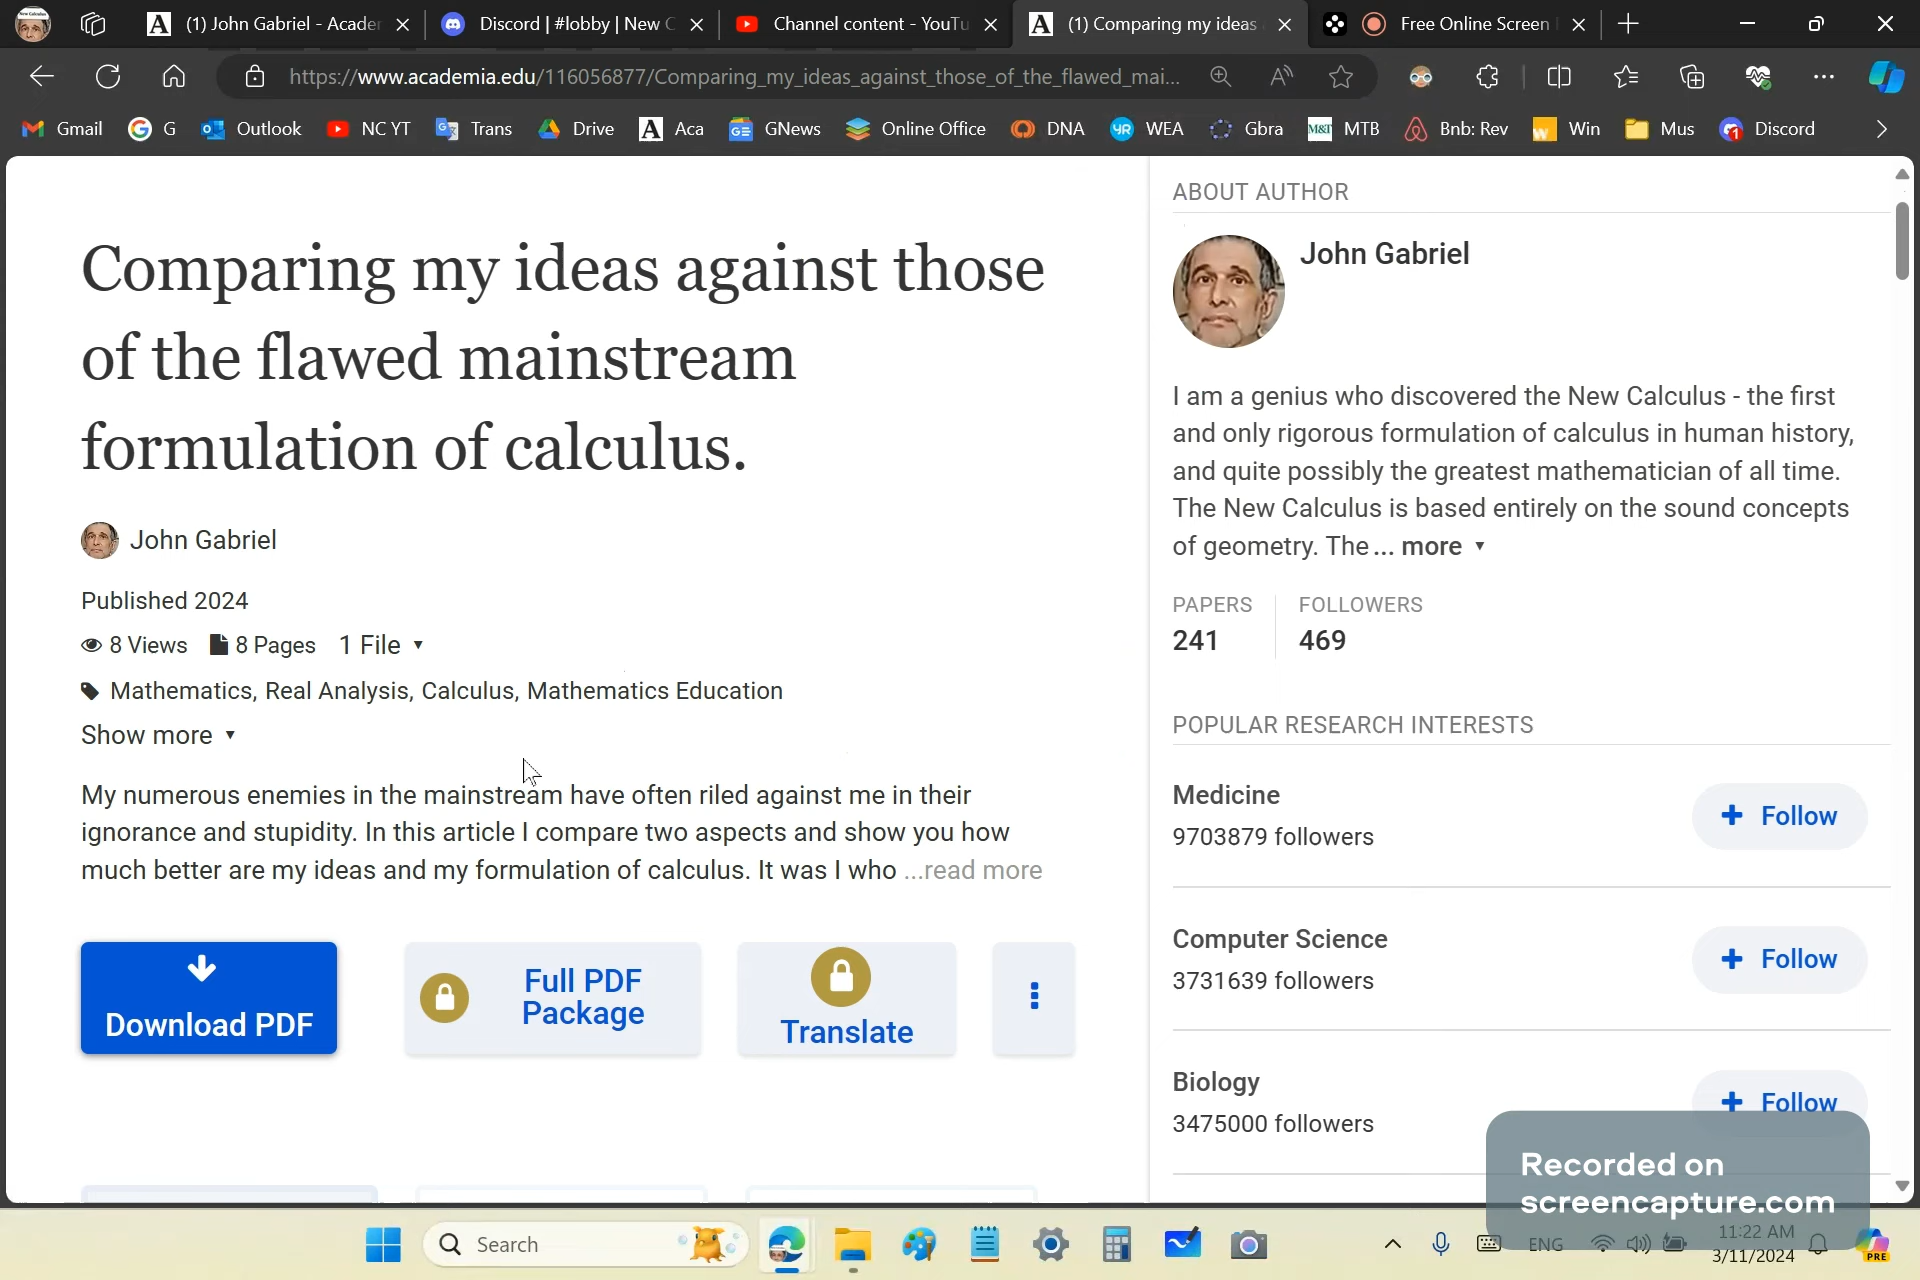 (1) John Gabriel - Acade
Discord | #lobby | New C
Channel content - YouTu
(1) Comparing my ideas
Free Online Screen
https://www.academia.edu/116056877/Comparing_my_ideas_against_those_of_the_flawed_mai...
Gmail
G
Outlook
NC YT
Trans
Drive
Aca
GNews
Online Office
DNA
WEA
Gbra
MTB
Bnb: Rev
Win
Mus
Discord
Comparing my ideas against those
of the flawed mainstream
formulation of calculus.
John Gabriel
Published 2024
8 Views 8 Pages 1 File
Mathematics, Real Analysis, Calculus, Mathematics Education
Show more
My numerous enemies in the mainstream have often riled against me in their
ignorance and stupidity. In this article I compare two aspects and show you how
much better are my ideas and my formulation of calculus. It was I who ...read more
Download PDF
Full PDF
Package
Translate
ABOUT AUTHOR
John Gabriel
I am a genius who discovered the New Calculus - the first
and only rigorous formulation of calculus in human history,
and quite possibly the greatest mathematician of all time.
The New Calculus is based entirely on the sound concepts
of geometry. The ... more
PAPERS
241
FOLLOWERS
469
POPULAR RESEARCH INTERESTS
Medicine
9703879 followers
Follow
Computer Science
3731639 followers
Follow
Biology
3475000 followers
Follow
Recorded on
screencapture.com
Search
ENG
11:22 AM
3/11/2024
PRE